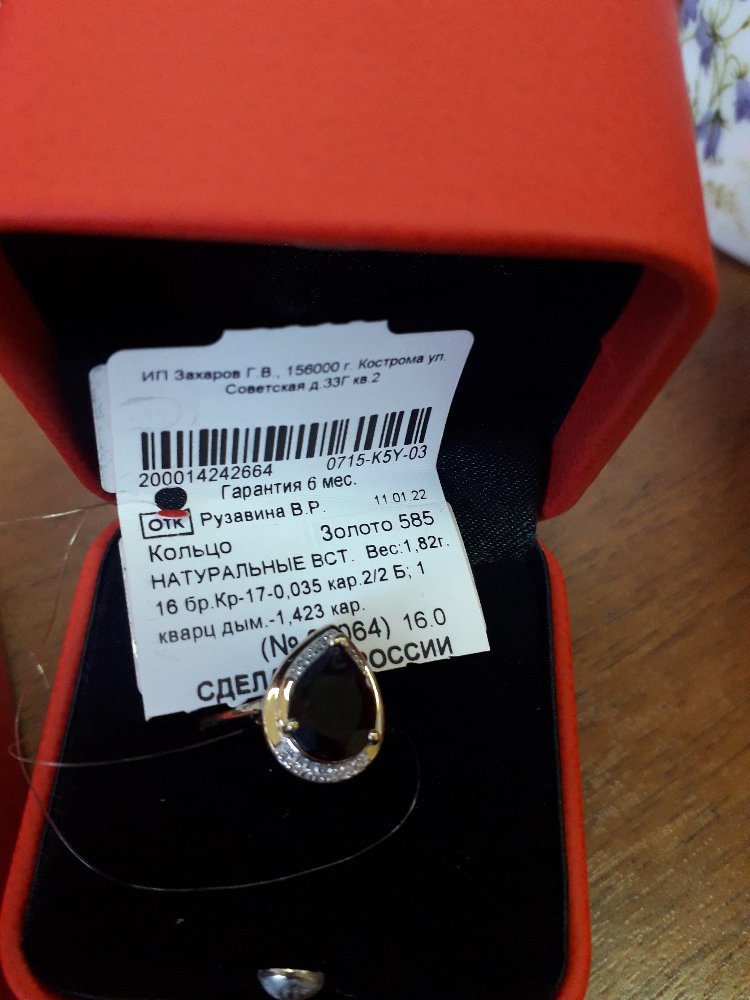 ИП Захаров Г.В., 156000 г. Кострома ул.
Советская д.33Г кв.2
200014242664 0715-K5Y-03
Гарантия 6 мес.
ОТК Рузавина В.Р. 11.01.22
Кольцо Золото 585
НАТУРАЛЬНЫЕ ВСТ. Вес:1,82г.
16 бр.Кр-17-0,035 кар.2/2 Б; 1
кварц дым.-1,423 кар.
(№ 064) 16.0
СДЕЛ РОССИИ